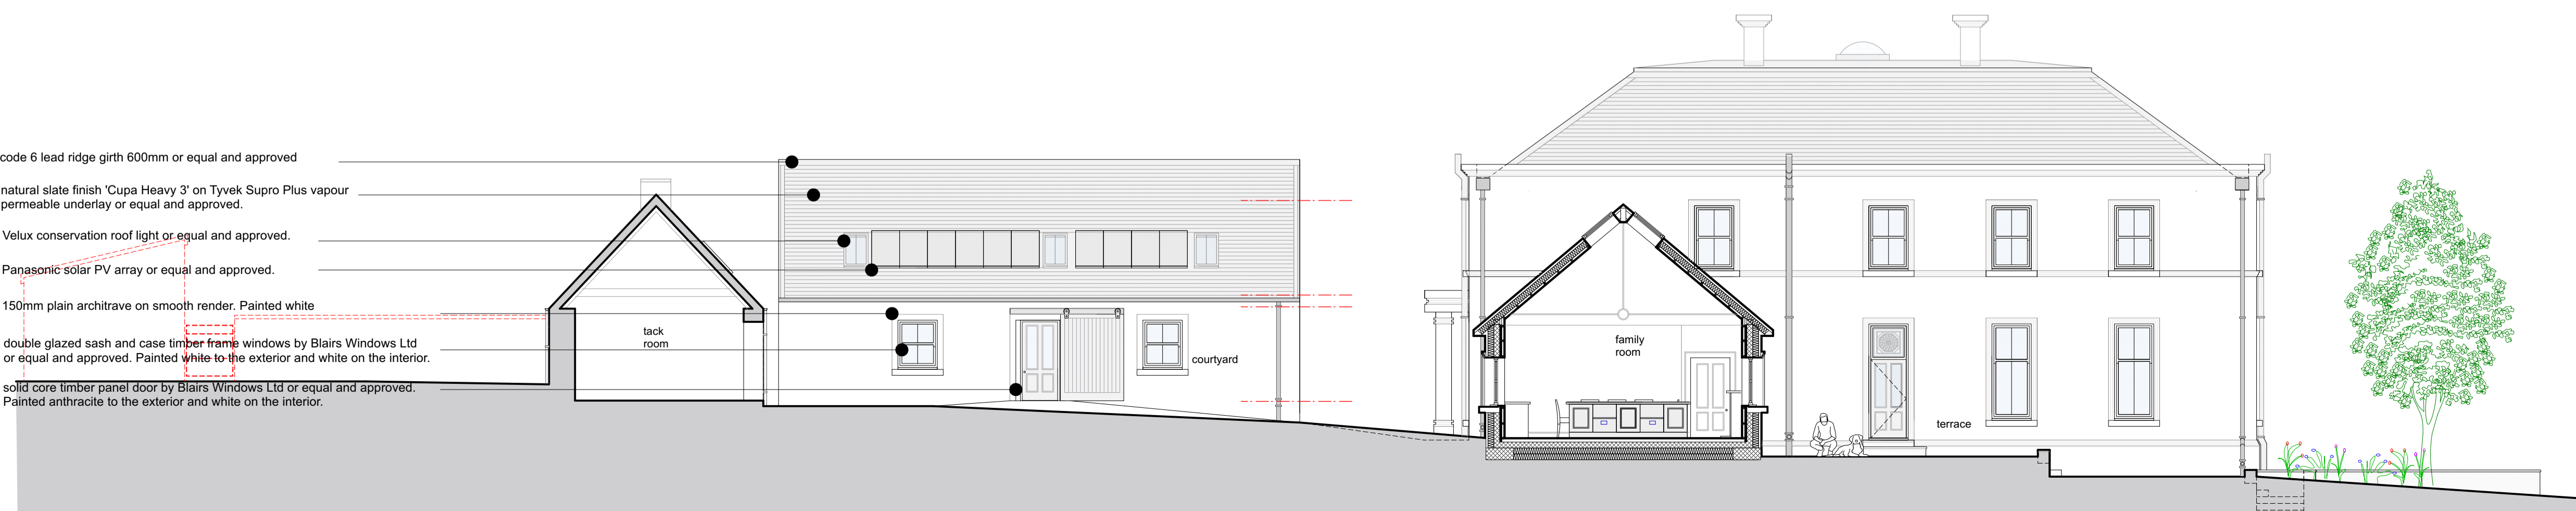 code 6 lead ridge girth 600mm or equal and approved
natural slate finish 'Cupa Heavy 3' on Tyvek Supro Plus vapour
permeable underlay or equal and approved.
Velux conservation roof light or equal and approved.
Panasonic solar PV array or equal and approved.
150mm plain architrave on smooth render. Painted white
double glazed sash and case timber frame windows by Blairs Windows Ltd
or equal and approved. Painted white to the exterior and white on the interior.
solid core timber panel door by Blairs Windows Ltd or equal and approved.
Painted anthracite to the exterior and white on the interior.
tack
room
courtyard
family
room
terrace